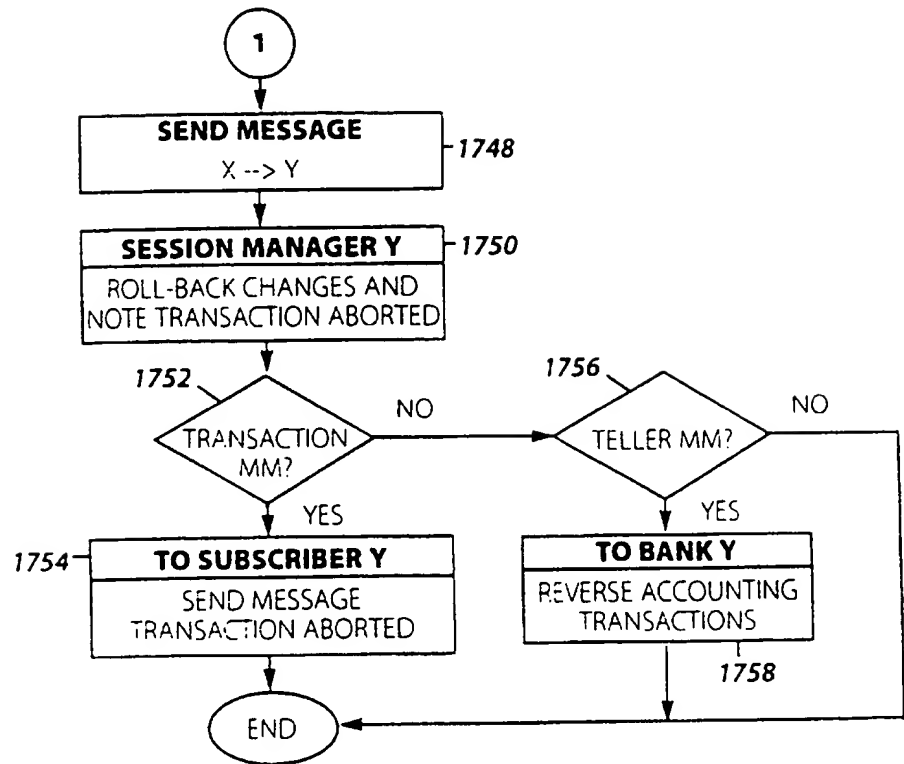 1
SEND MESSAGE
X --> Y
1748
SESSION MANAGER Y
1750
ROLL-BACK CHANGES AND
NOTE TRANSACTION ABORTED
1752
TRANSACTION
MM?
NO
YES
1756
TELLER MM?
NO
YES
1754
TO SUBSCRIBER Y
SEND MESSAGE
TRANSACTION ABORTED
TO BANK Y
REVERSE ACCOUNTING
TRANSACTIONS
1758
END